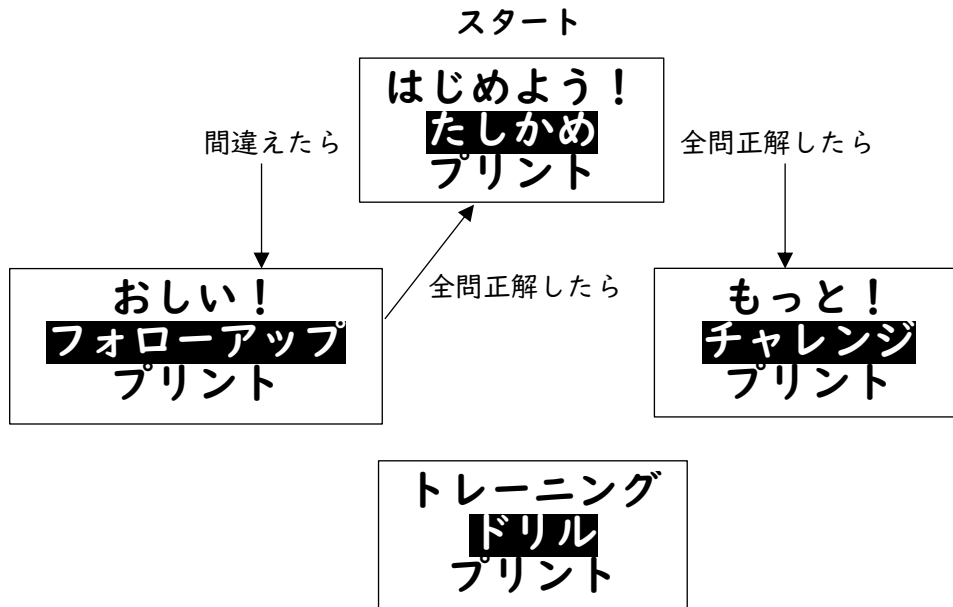 スタート
はじめよう！
たしかめ
プリント
間違えたら
全問正解したら
おしい！
フォローアップ
プリント
全問正解したら
もっと！
チャレンジ
プリント
トレーニング
ドリル
プリント